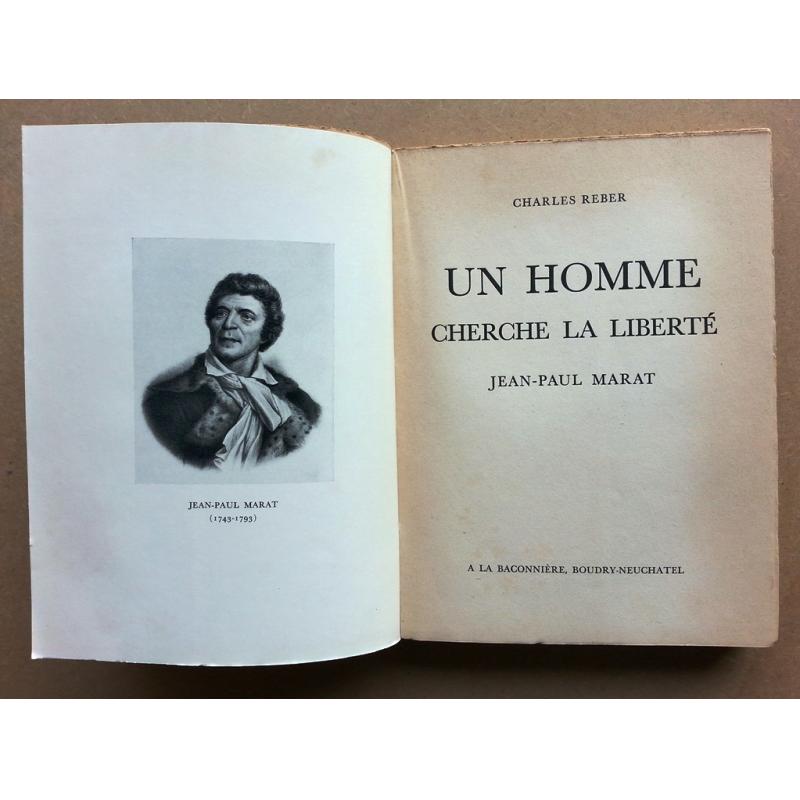 JEAN-PAUL MARAT
(1743-1793)
CHARLES REBER
UN HOMME
CHERCHE LA LIBERTÉ
JEAN-PAUL MARAT
A LA BACONNIÈRE, BOUDRY-NEUCHATEL